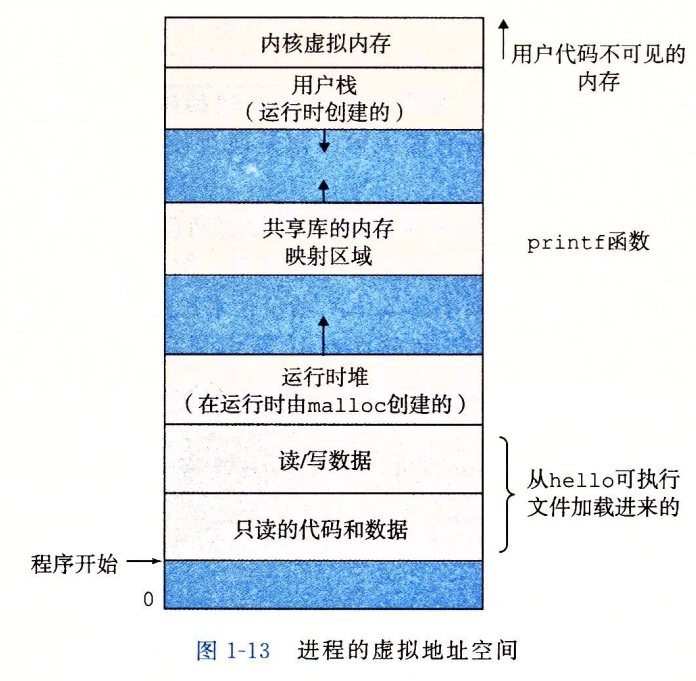 内核虚拟内存
用户代码不可见的
内存
用户栈
（运行时创建的）
共享库的内存
映射区域
printf函数
运行时堆
（在运行时由malloc创建的）
读/写数据
从hello可执行
文件加载进来的
只读的代码和数据
程序开始
0
图 1-13 进程的虚拟地址空间